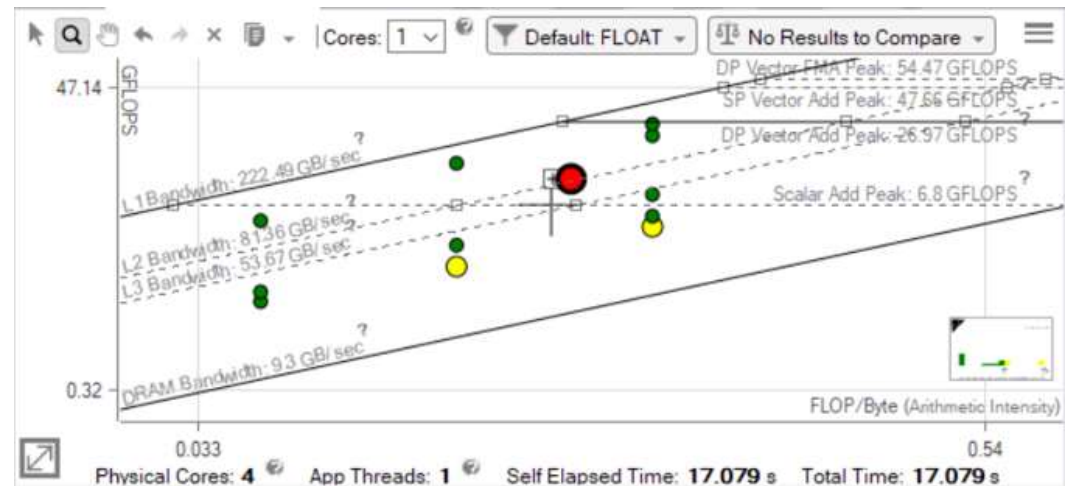 Cores: 1
Default: FLOAT
No Results to Compare
47.14
GFLOPS
DP Vector FMA Peak: 54.47 GFLOPS
?
SP Vector Add Peak: 47.66 GFLOPS
?
DP Vector Add Peak: 26.97 GFLOPS
Scalar Add Peak: 6.8 GFLOPS
?
L1 Bandwidth: 222.49 GB/sec
?
L2 Bandwidth: 81.36 GB/sec
?
L3 Bandwidth: 53.67 GB/sec
?
DRAM Bandwidth: 9.3 GB/sec
?
0.32
FLOP/Byte (Arithmetic Intensity)
0.033
0.54
Physical Cores: 4
App Threads: 1
Self Elapsed Time: 17.079 s
Total Time: 17.079 s